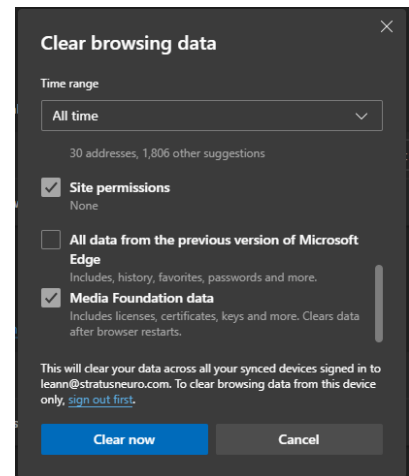 Clear browsing data
Time range
All time
30 addresses, 1,806 other suggestions
Site permissions
None
All data from the previous version of Microsoft
Edge
Includes, history, favorites, passwords and more.
Media Foundation data
Includes licenses, certificates, keys and more. Clears data
after browser restarts.
This will clear your data across all your synced devices signed in to
leann@stratusneuro.com. To clear browsing data from this device
only, sign out first.
Clear now
Cancel